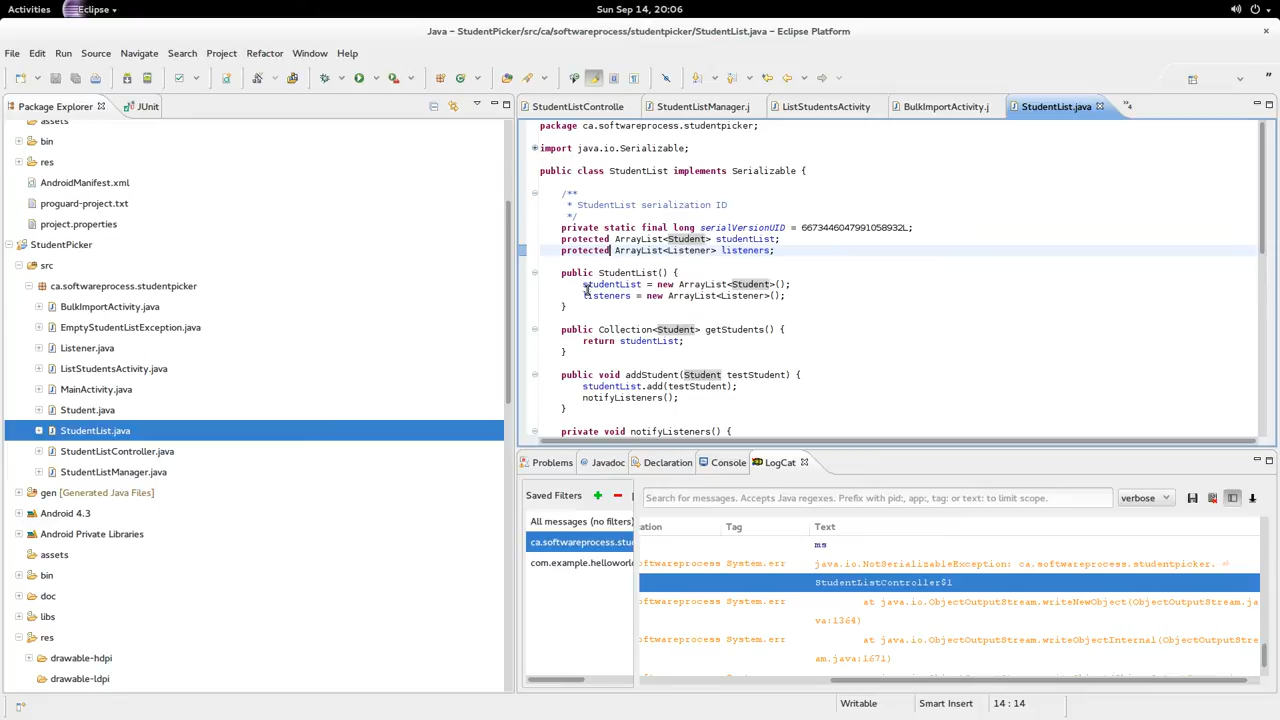 Activities
Eclipse ▾
Sun Sep 14, 20:06
Java – StudentPicker/src/ca/softwareprocess/studentpicker/StudentList.java – Eclipse Platform
File Edit Run Source Navigate Search Project Refactor Window Help
Package Explorer
JUnit
assets
bin
res
AndroidManifest.xml
proguard-project.txt
project.properties
StudentPicker
src
ca.softwareprocess.studentpicker
BulkImportActivity.java
EmptyStudentListException.java
Listener.java
ListStudentsActivity.java
MainActivity.java
Student.java
StudentList.java
StudentListController.java
StudentListManager.java
gen [Generated Java Files]
Android 4.3
Android Private Libraries
assets
bin
doc
libs
res
drawable-hdpi
drawable-ldpi
StudentListControlle
StudentListManager.j
ListStudentsActivity
BulkImportActivity.j
StudentList.java
»4
package ca.softwareprocess.studentpicker;
import java.io.Serializable;
public class StudentList implements Serializable {
/**
* StudentList serialization ID
*/
private static final long serialVersionUID = 6673446047991058932L;
protected ArrayList<Student> studentList;
protected ArrayList<Listener> listeners;
public StudentList() {
studentList = new ArrayList<Student>();
listeners = new ArrayList<Listener>();
}
public Collection<Student> getStudents() {
return studentList;
}
public void addStudent(Student testStudent) {
studentList.add(testStudent);
notifyListeners();
}
private void notifyListeners() {
Problems
Javadoc
Declaration
Console
LogCat
Saved Filters
All messages (no filters)
ca.softwareprocess.stu
com.example.helloworl
Search for messages. Accepts Java regexes. Prefix with pid:, app:, tag: or text: to limit scope.
verbose
ation Tag Text
ms
oftwareprocess System.err java.io.NotSerializableException: ca.softwareprocess.studentpicker.
StudentListController$1
oftwareprocess System.err at java.io.ObjectOutputStream.writeNewObject(ObjectOutputStream.ja
va:1364)
oftwareprocess System.err at java.io.ObjectOutputStream.writeObjectInternal(ObjectOutputStre
am.java:1671)
Writable
Smart Insert
14 : 14